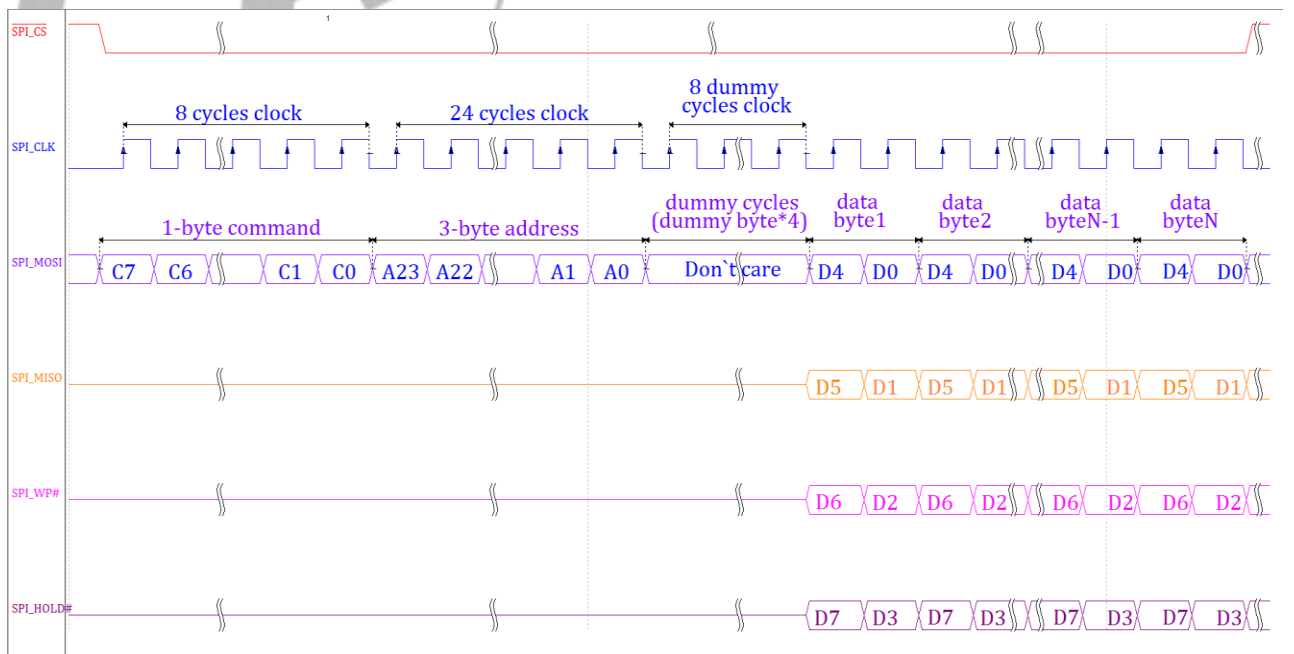 1
SPI_CS
8 cycles clock
24 cycles clock
8 dummy
cycles clock
SPI_CLK
1-byte command
3-byte address
dummy cycles
(dummy byte*4)
data
byte1
data
byte2
data
byteN-1
data
byteN
SPI_MOSI
C7 C6 C1 C0 A23 A22 A1 A0 Don`t care D4 D0 D4 D0 D4 D0 D4 D0
SPI_MISO
D5 D1 D5 D1 D5 D1 D5 D1
SPI_WP#
D6 D2 D6 D2 D6 D2 D6 D2
SPI_HOLD#
D7 D3 D7 D3 D7 D3 D7 D3